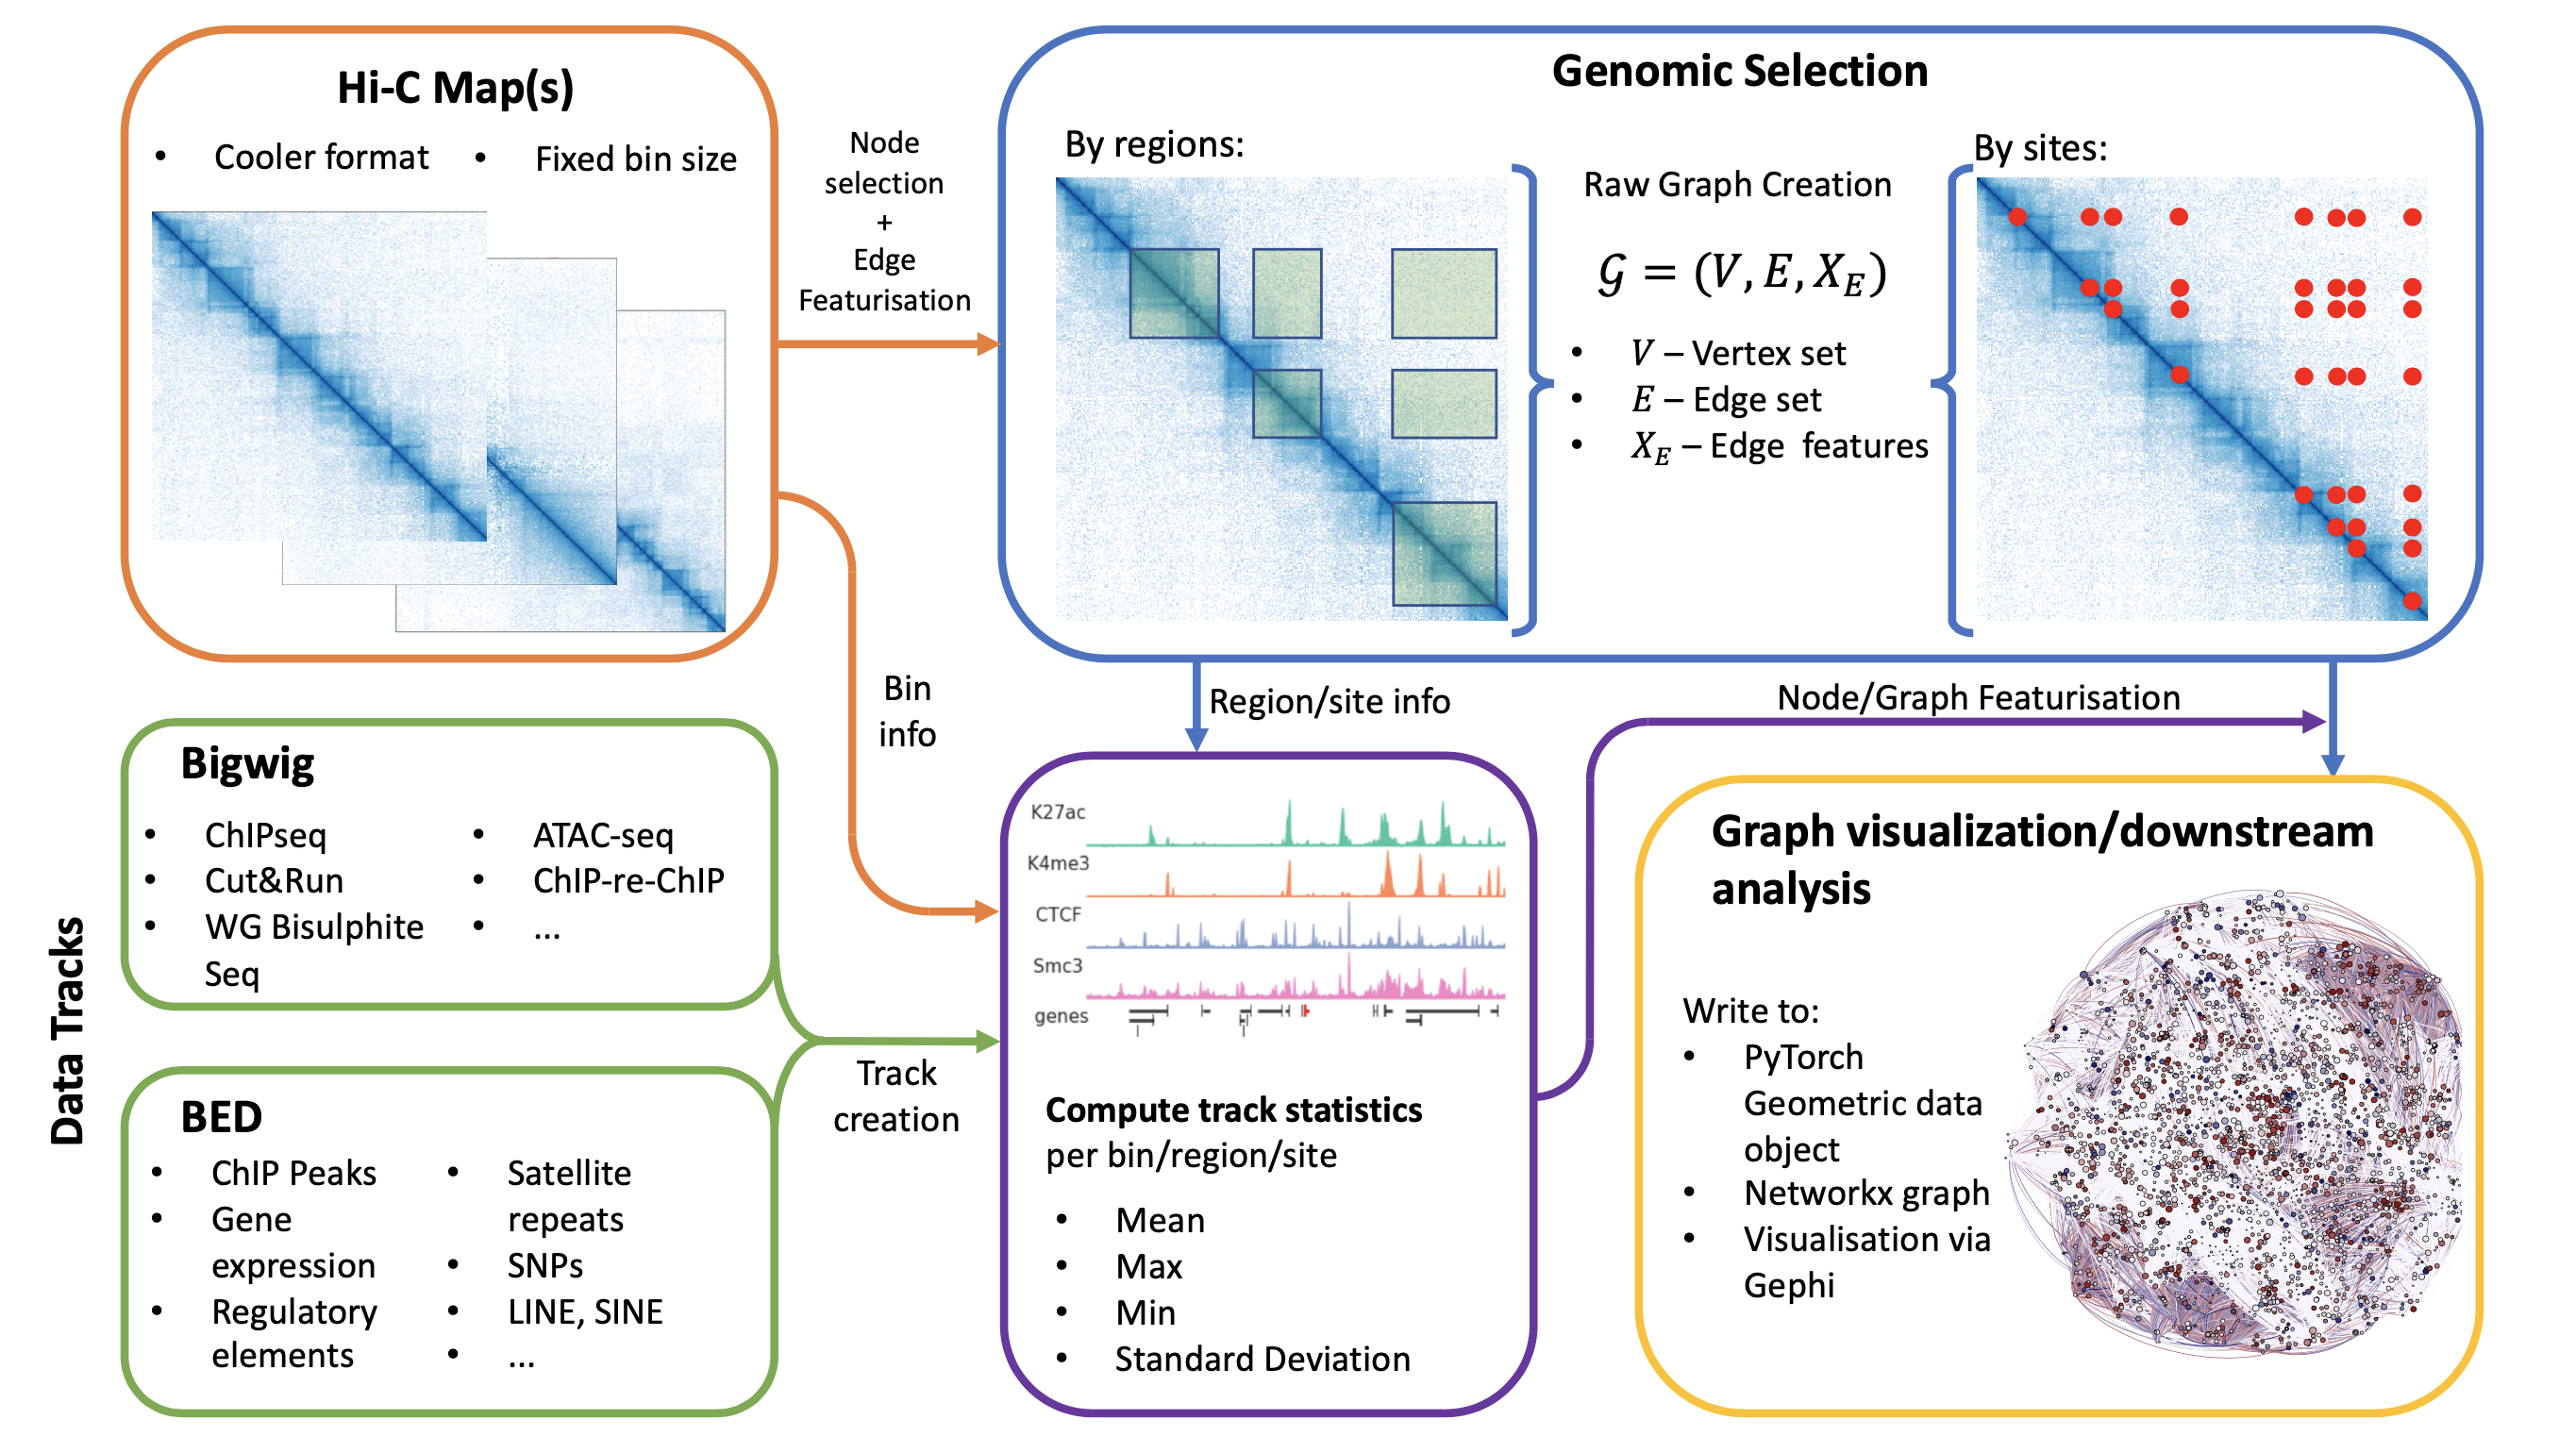 Hi-C Map(s)
• Cooler format
• Fixed bin size
Node
selection
+
Edge
Featurisation
Genomic Selection
By regions:
Raw Graph Creation
𝒢 = (V, E, X_E)
• V – Vertex set
• E – Edge set
• X_E – Edge features
By sites:
Bin
info
Region/site info
Node/Graph Featurisation
Data Tracks
Bigwig
• ChIPseq
• Cut&Run
• WG Bisulphite
Seq
• ATAC-seq
• ChIP-re-ChIP
• ...
BED
• ChIP Peaks
• Gene
expression
• Regulatory
elements
• Satellite
repeats
• SNPs
• LINE, SINE
• ...
Track
creation
K27ac
K4me3
CTCF
Smc3
genes
Compute track statistics
per bin/region/site
• Mean
• Max
• Min
• Standard Deviation
Graph visualization/downstream
analysis
Write to:
• PyTorch
Geometric data
object
• Networkx graph
• Visualisation via
Gephi